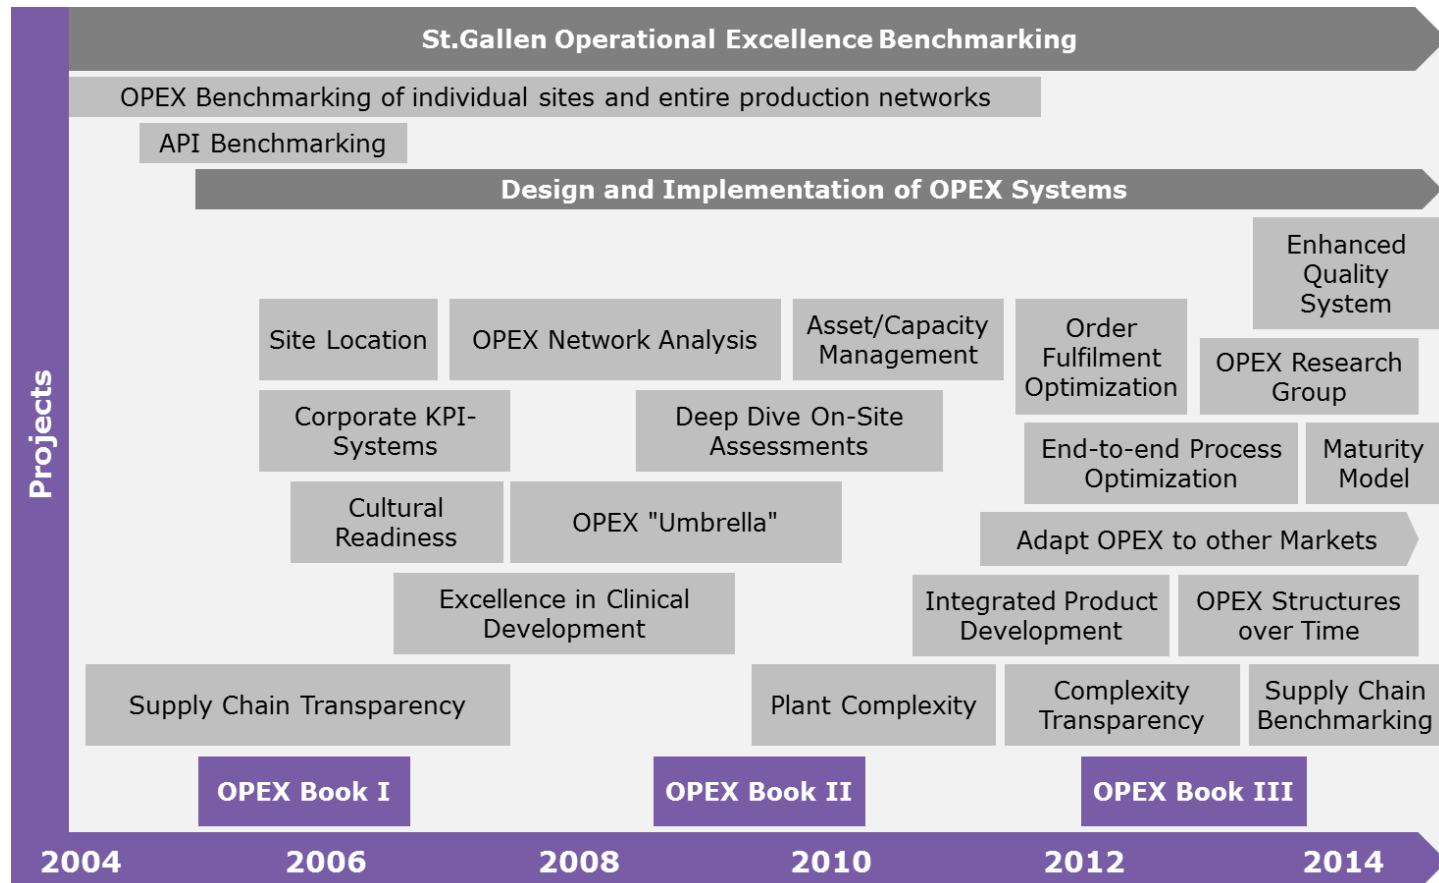 St.Gallen Operational Excellence Benchmarking
OPEX Benchmarking of individual sites and entire production networks
API Benchmarking
Design and Implementation of OPEX Systems
Enhanced
Quality
System
Site Location
OPEX Network Analysis
Asset/Capacity
Management
Order
Fulfilment
Optimization
OPEX Research
Group
Corporate KPI-
Systems
Deep Dive On-Site
Assessments
End-to-end Process
Optimization
Maturity
Model
Cultural
Readiness
OPEX "Umbrella"
Adapt OPEX to other Markets
Excellence in Clinical
Development
Integrated Product
Development
OPEX Structures
over Time
Supply Chain Transparency
Plant Complexity
Complexity
Transparency
Supply Chain
Benchmarking
OPEX Book I
OPEX Book II
OPEX Book III
Projects
2004
2006
2008
2010
2012
2014